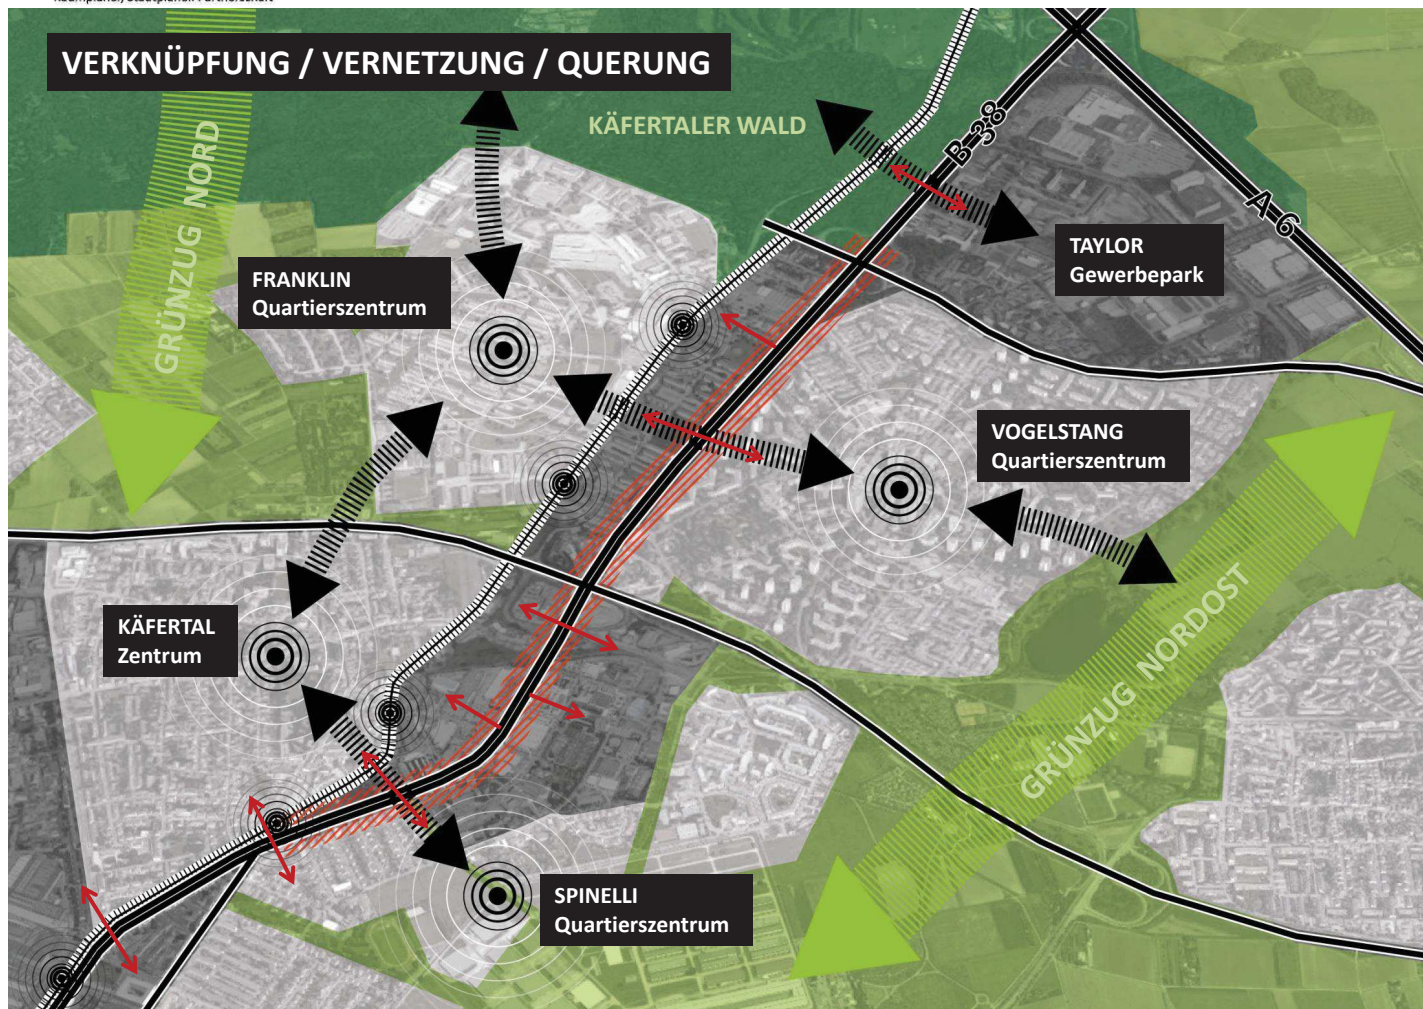 VERKNÜPFUNG / VERNETZUNG / QUERUNG
KÄFERTALER WALD
B 38
A 6
GRÜNZUG NORD
TAYLOR
Gewerbepark
FRANKLIN
Quartierszentrum
VOGELSTANG
Quartierszentrum
KÄFERTAL
Zentrum
GRÜNZUG NORDOST
SPINELLI
Quartierszentrum